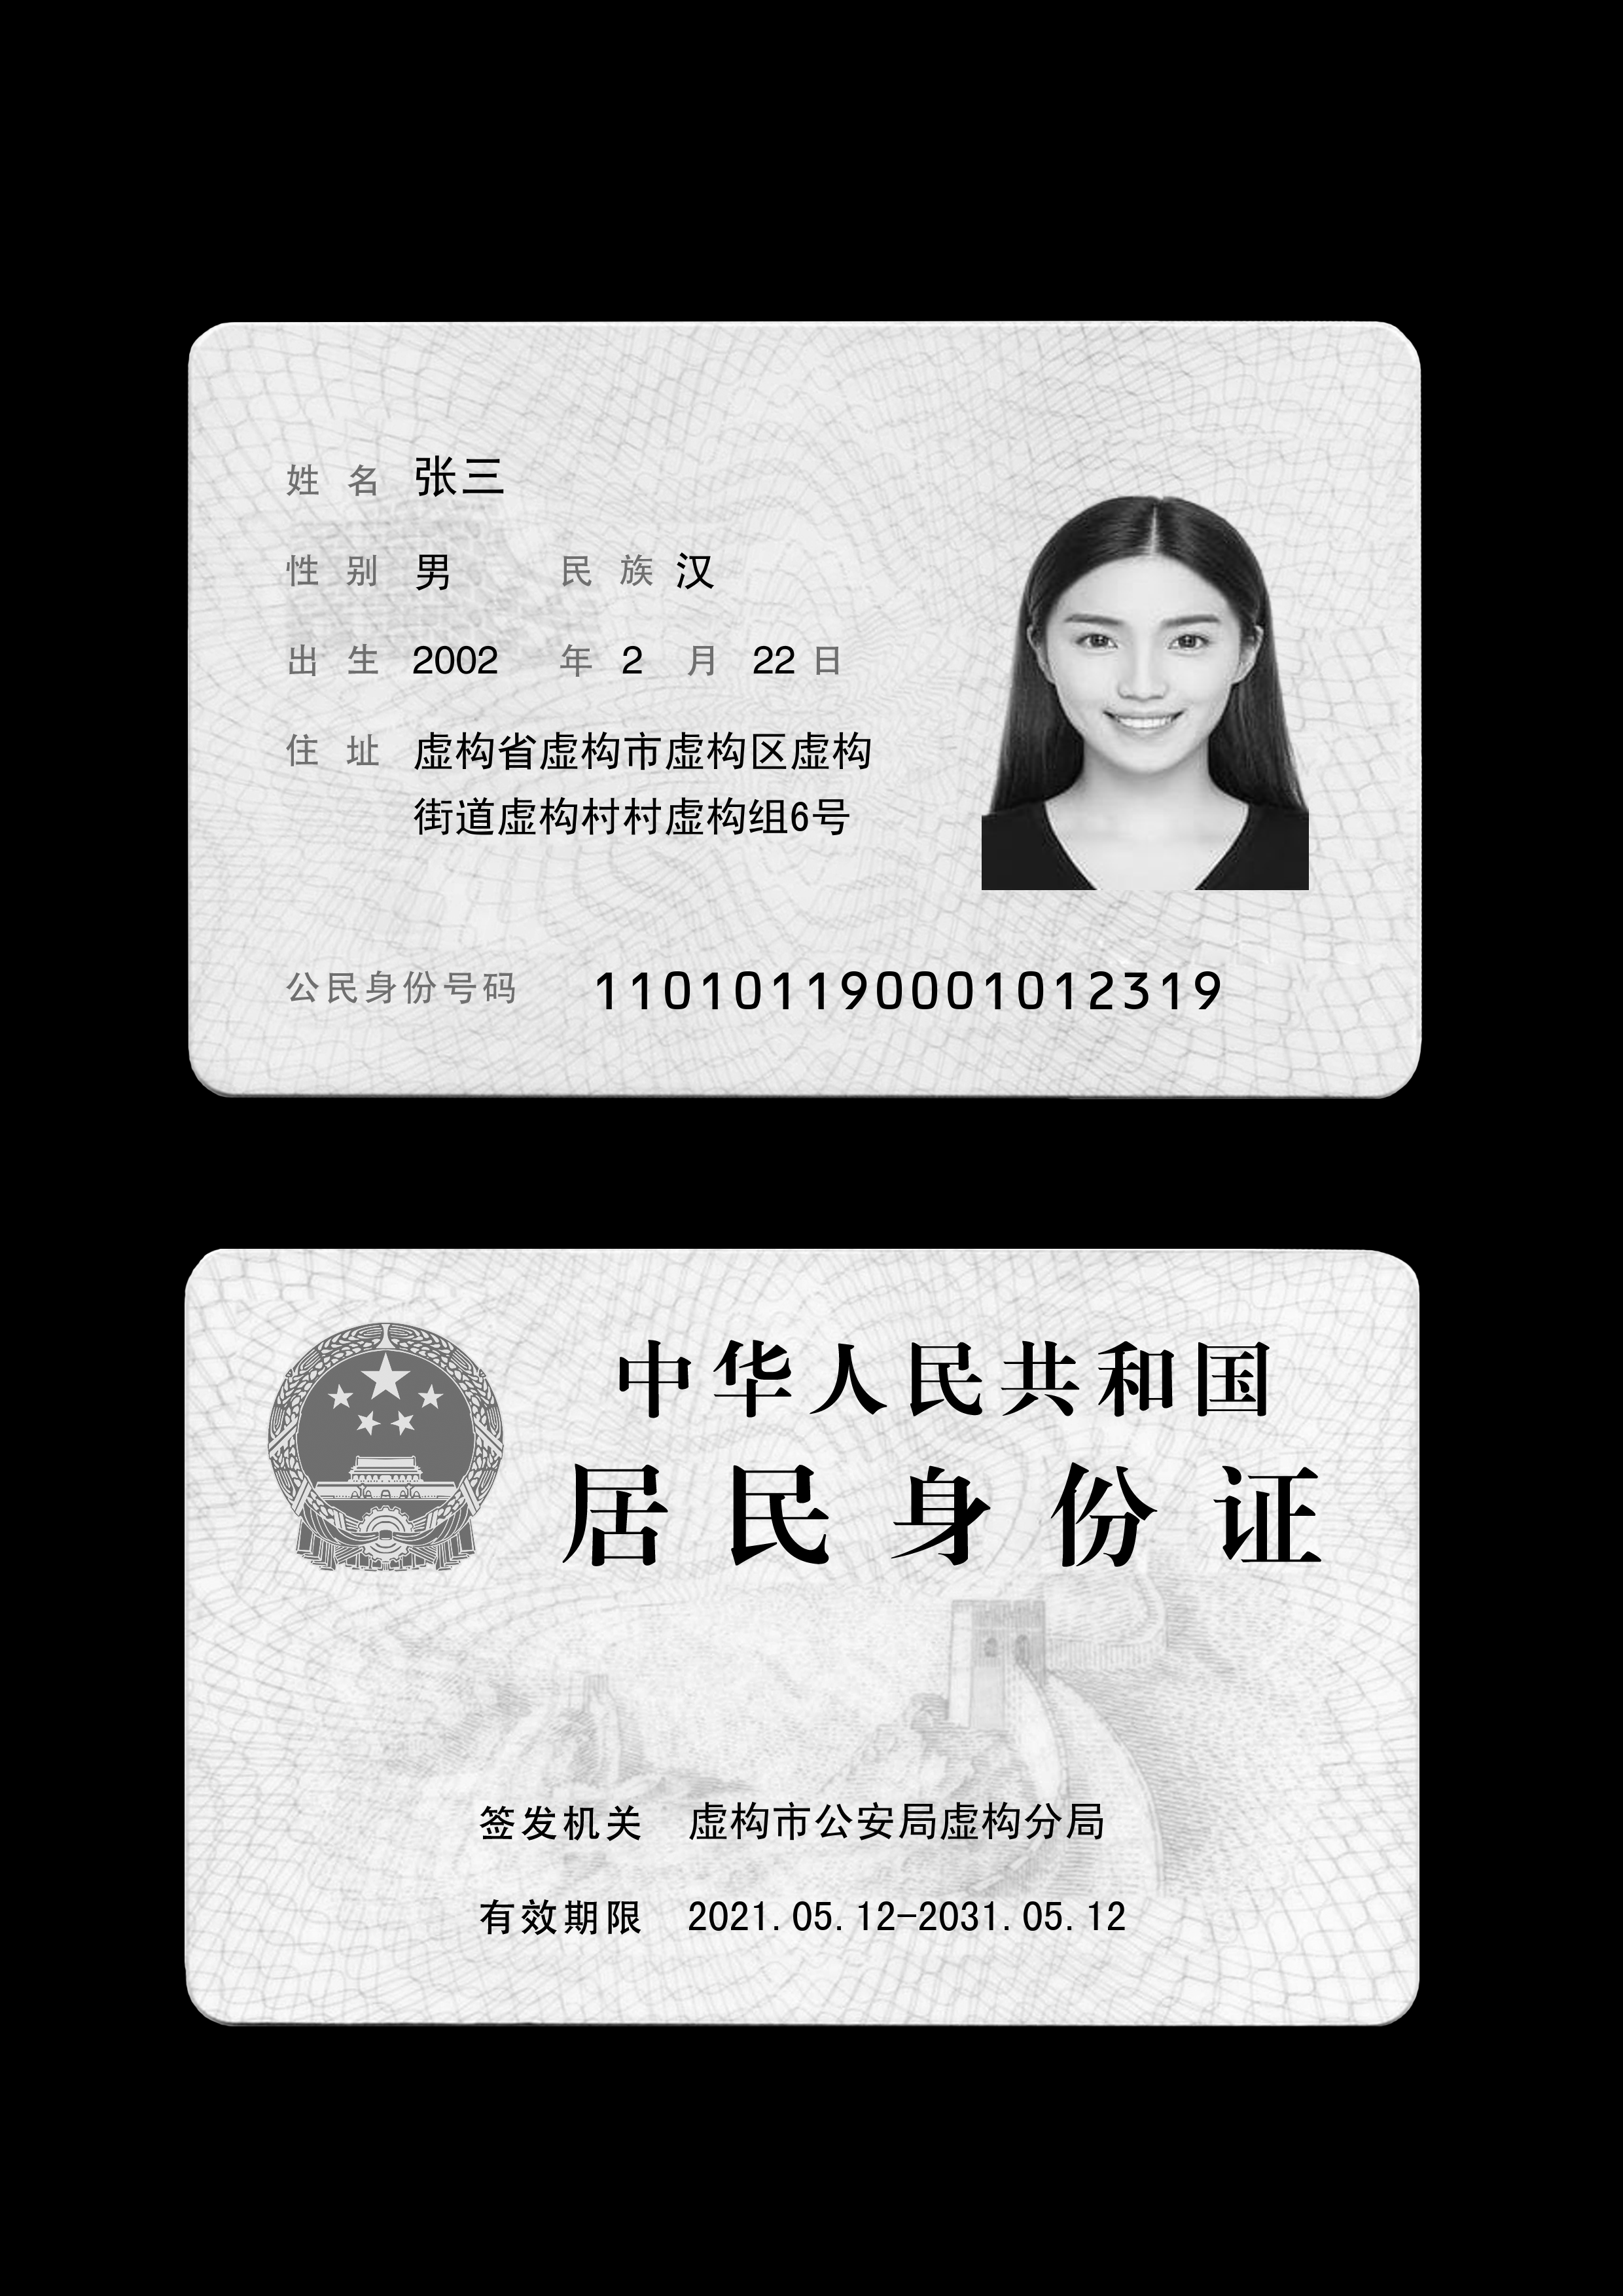 姓名 张三
性别 男 民族 汉
出生 2002 年 2 月 22 日
住址 虚构省虚构市虚构区虚构
街道虚构村村虚构组6号
公民身份号码 110101190001012319
中华人民共和国
居民身份证
签发机关 虚构市公安局虚构分局
有效期限 2021.05.12-2031.05.12